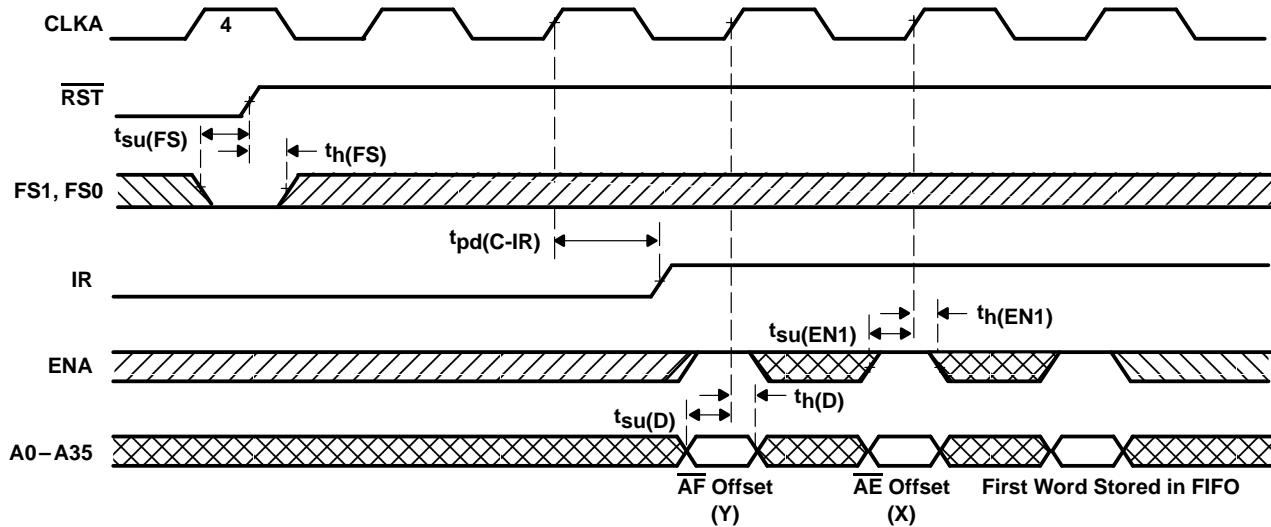 CLKA
4
RST
tsu(FS)
th(FS)
FS1, FS0
tpd(C-IR)
IR
tsu(EN1)
th(EN1)
ENA
tsu(D)
th(D)
A0–A35
AF Offset
(Y)
AE Offset
(X)
First Word Stored in FIFO